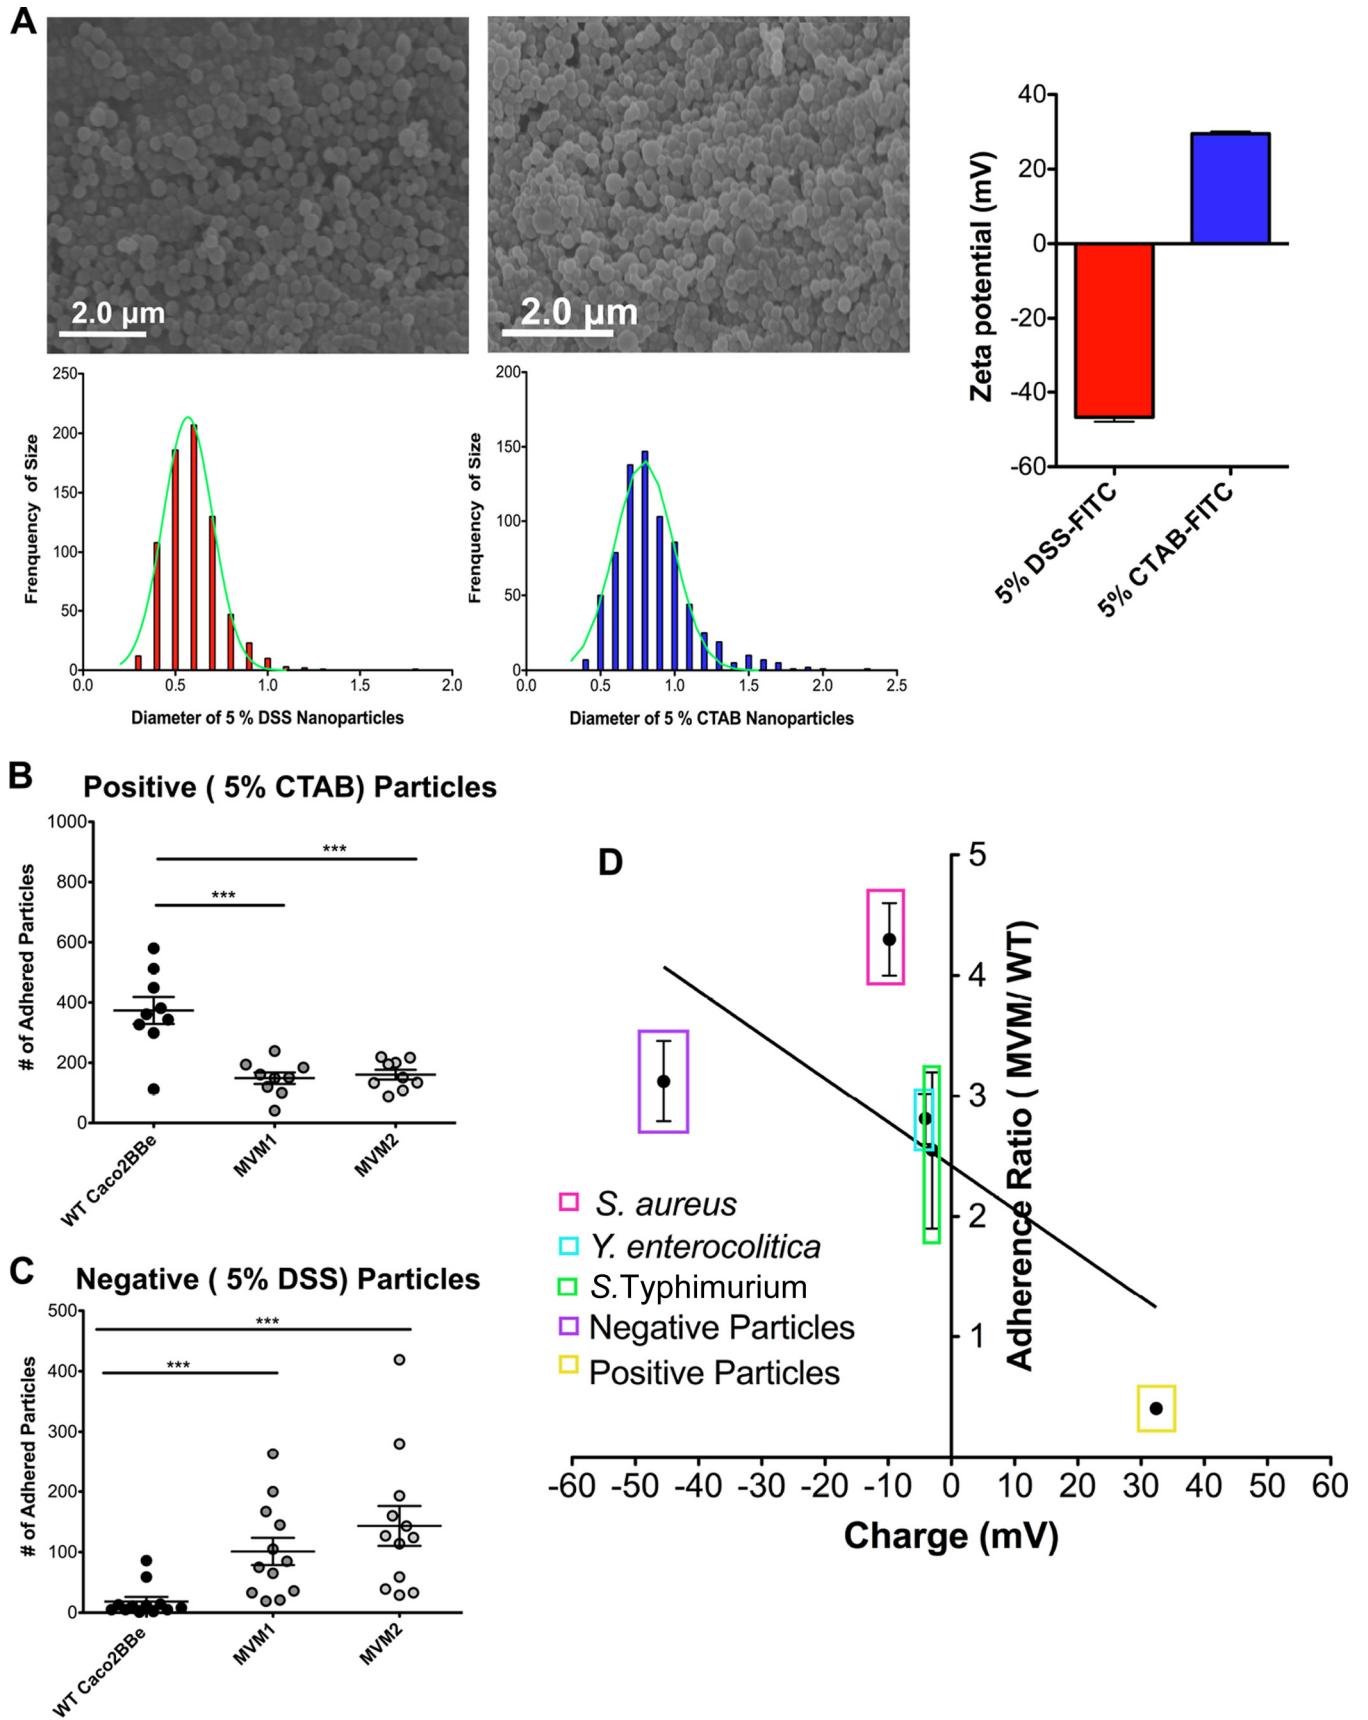 A
2.0 µm
2.0 µm
40
20
0
-20
-40
-60
Zeta potential (mV)
5% DSS-FITC
5% CTAB-FITC
250
200
150
100
50
0
Frenquency of Size
0.0 0.5 1.0 1.5 2.0
Diameter of 5 % DSS Nanoparticles
200
150
100
50
0
Frenquency of Size
0.0 0.5 1.0 1.5 2.0 2.5
Diameter of 5 % CTAB Nanoparticles
B
Positive ( 5% CTAB) Particles
1000
800
600
400
200
0
# of Adhered Particles
***
***
WT Caco2BBe
MVM1
MVM2
C
Negative ( 5% DSS) Particles
500
400
300
200
100
0
# of Adhered Particles
***
***
WT Caco2BBe
MVM1
MVM2
D
5
4
3
2
1
Adherence Ratio ( MVM/ WT)
S. aureus
Y. enterocolitica
S.Typhimurium
Negative Particles
Positive Particles
-60 -50 -40 -30 -20 -10 0 10 20 30 40 50 60
Charge (mV)